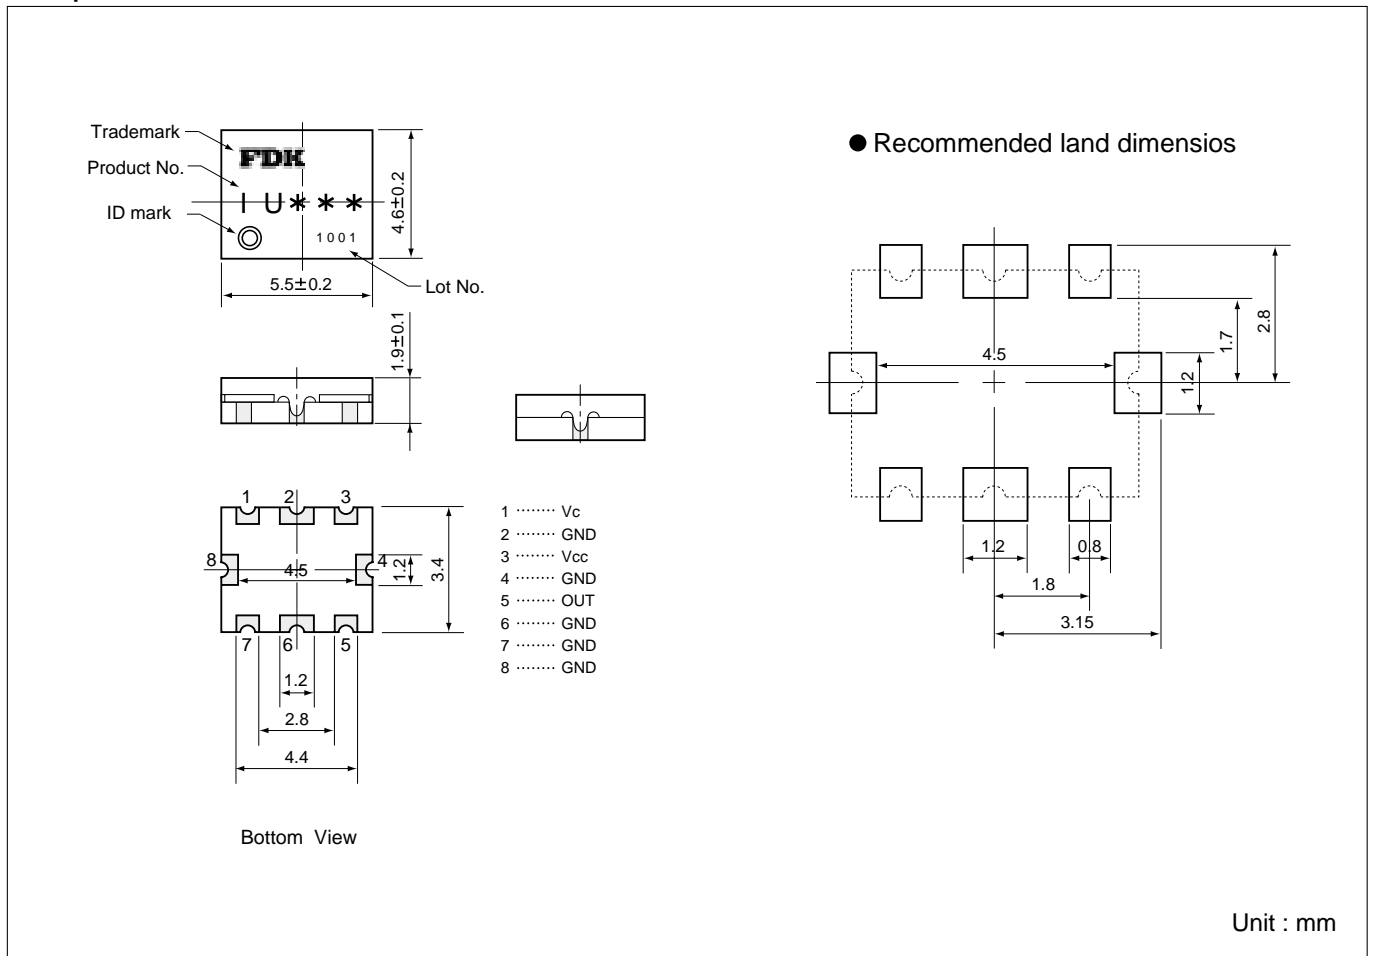 Trademark
Product No.
ID mark
FDK
I U＊＊＊
1001
Lot No.
4.6±0.2
5.5±0.2
1.9±0.1
1
2
3
8
4
4.5
1.2
3.4
7
6
5
1.2
2.8
4.4
Bottom View
1 ········ Vc
2 ········ GND
3 ········ Vcc
4 ········ GND
5 ········ OUT
6 ········ GND
7 ········ GND
8 ········ GND
● Recommended land dimensios
4.5
1.2
1.7
2.8
1.2
0.8
1.8
3.15
Unit : mm